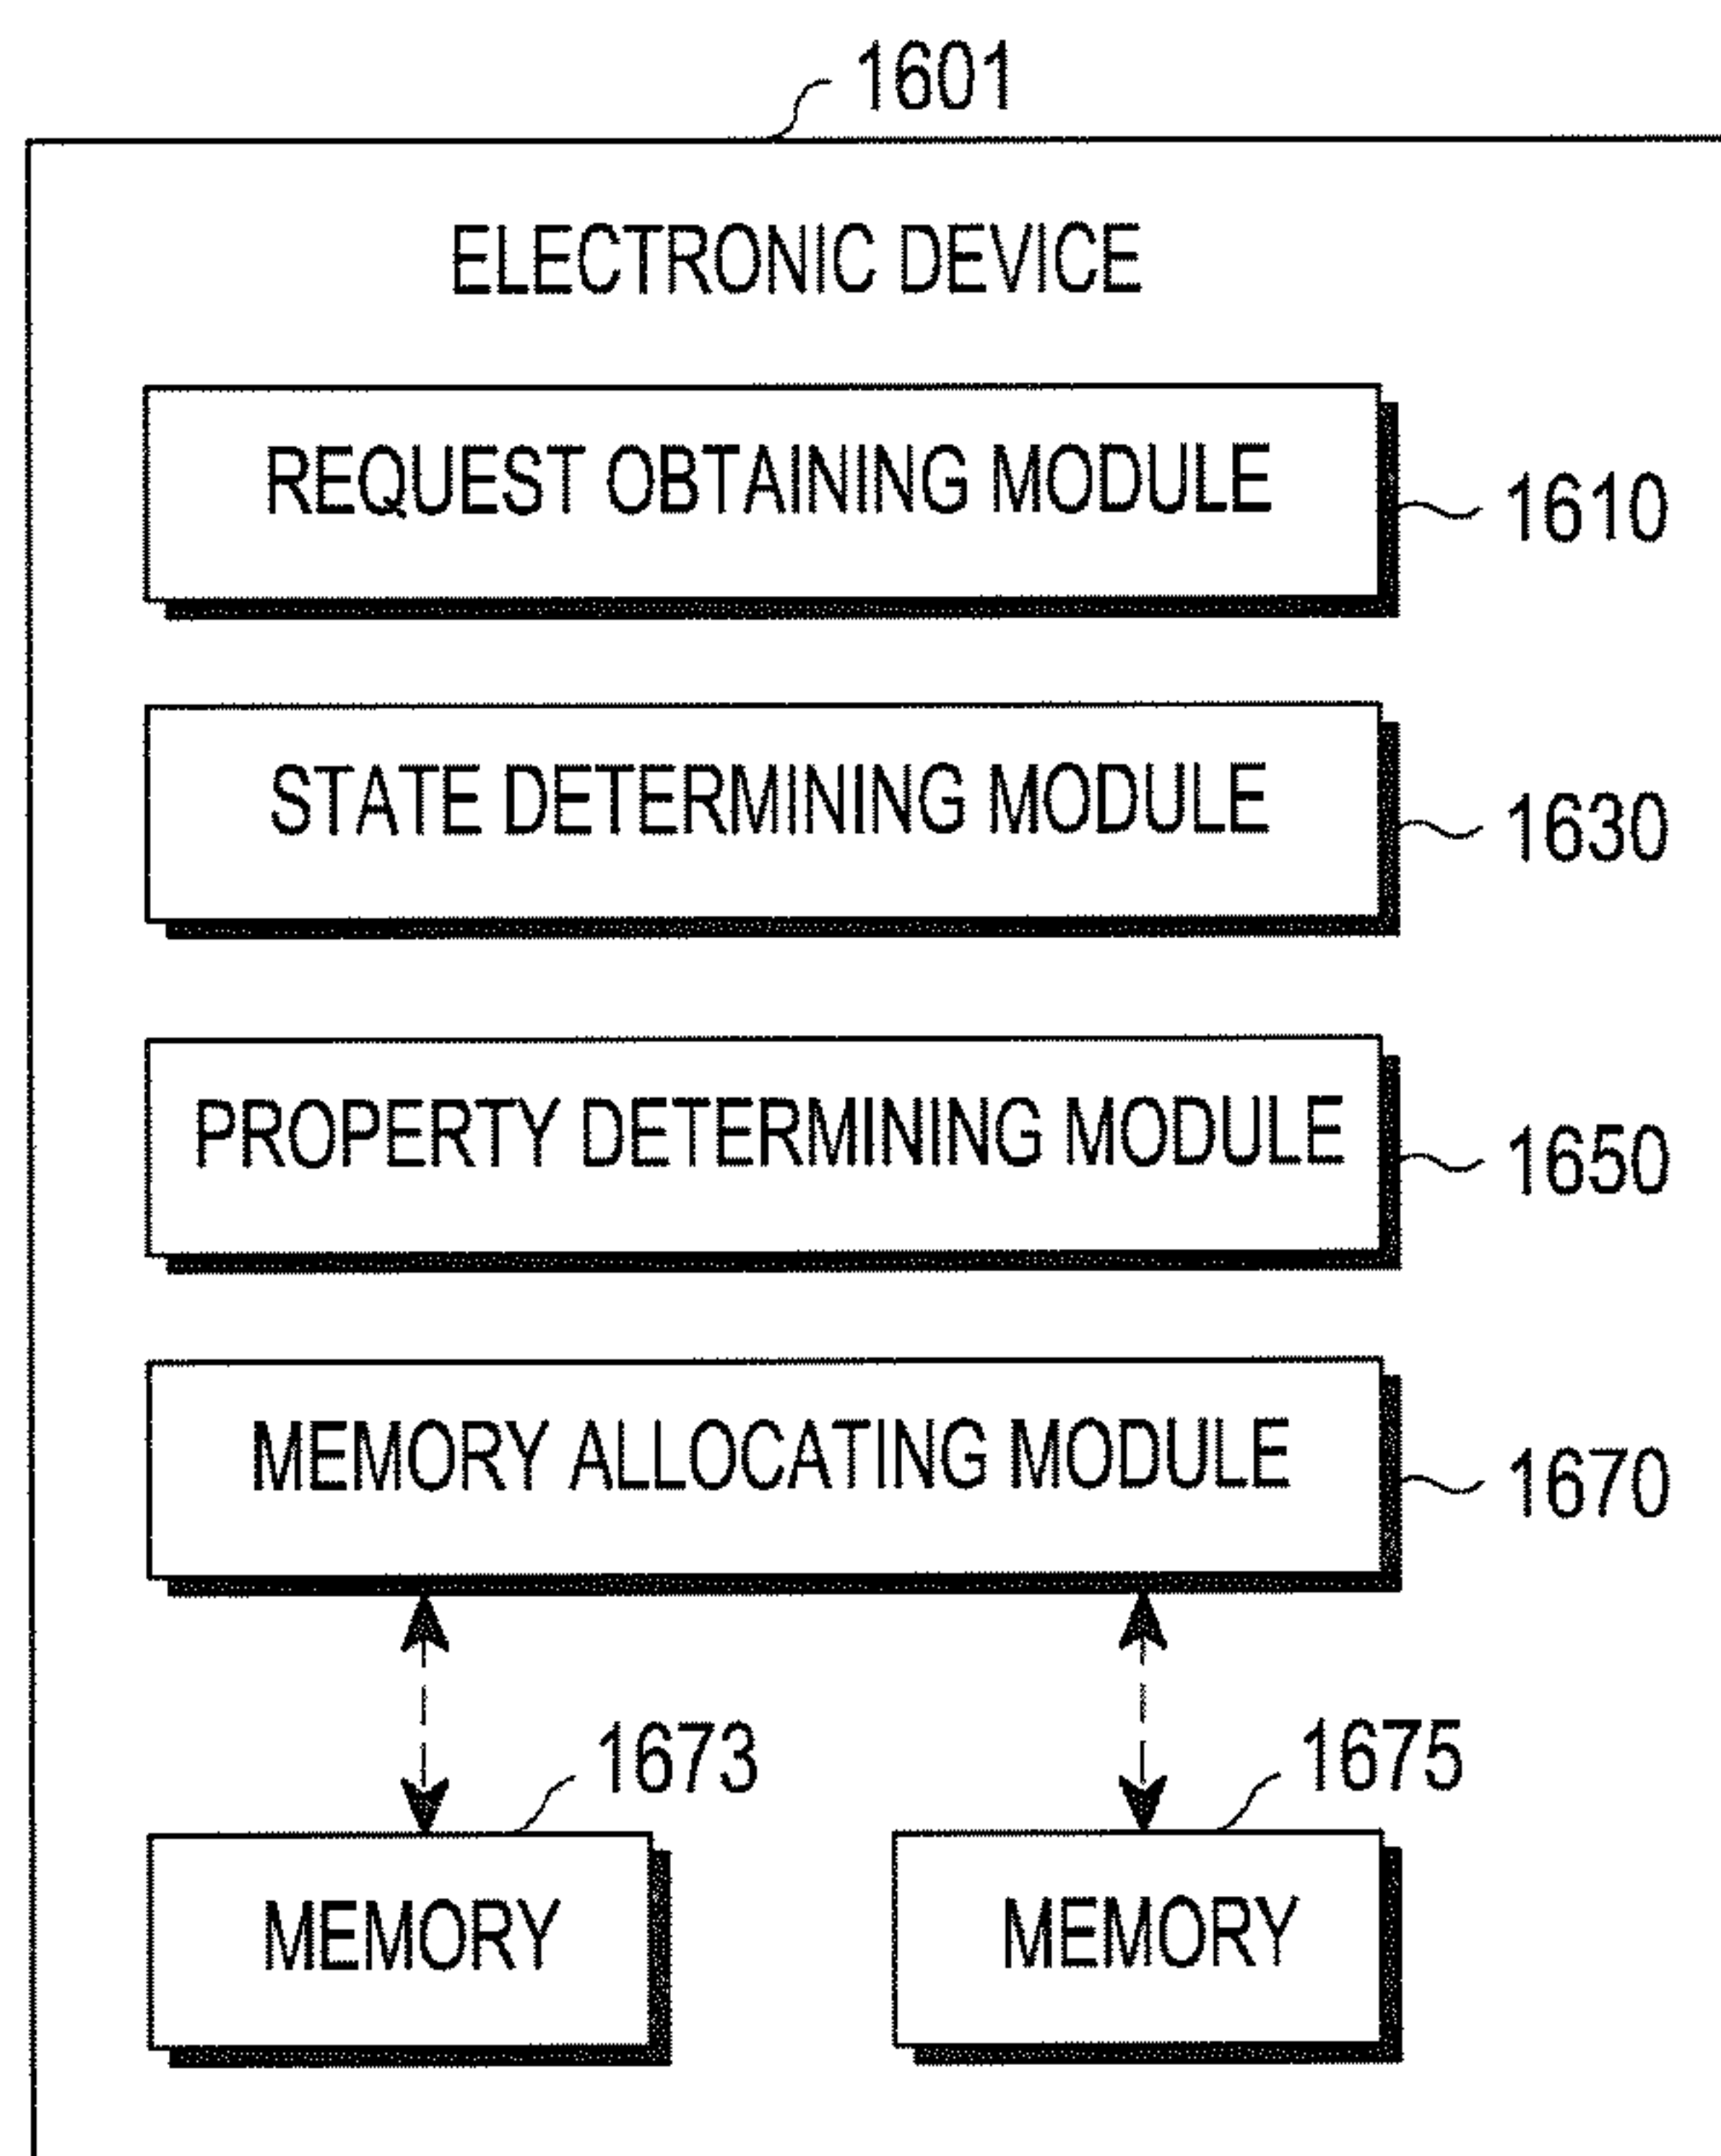 1601
ELECTRONIC DEVICE
REQUEST OBTAINING MODULE
1610
STATE DETERMINING MODULE
1630
PROPERTY DETERMINING MODULE
1650
MEMORY ALLOCATING MODULE
1670
1673
1675
MEMORY
MEMORY